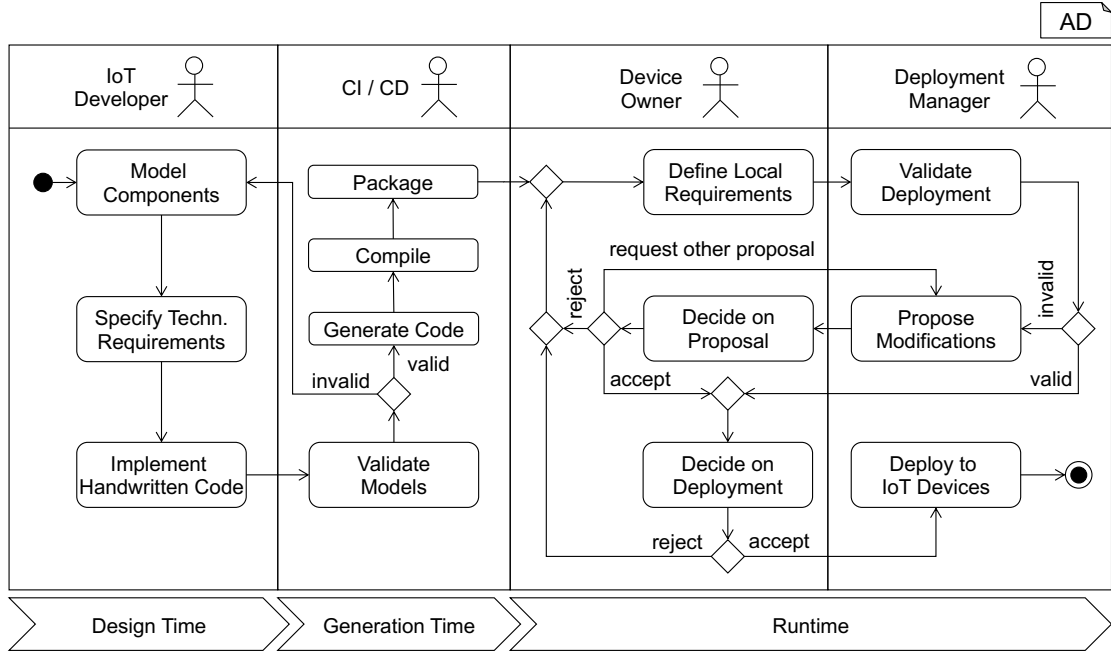 AD
IoT
Developer
CI / CD
Device
Owner
Deployment
Manager
Model
Components
Package
Define Local
Requirements
Validate
Deployment
Compile
request other proposal
reject
invalid
Specify Techn.
Requirements
Generate Code
Decide on
Proposal
Propose
Modifications
invalid
valid
accept
valid
Implement
Handwritten Code
Validate
Models
Decide on
Deployment
Deploy to
IoT Devices
reject
accept
Design Time
Generation Time
Runtime